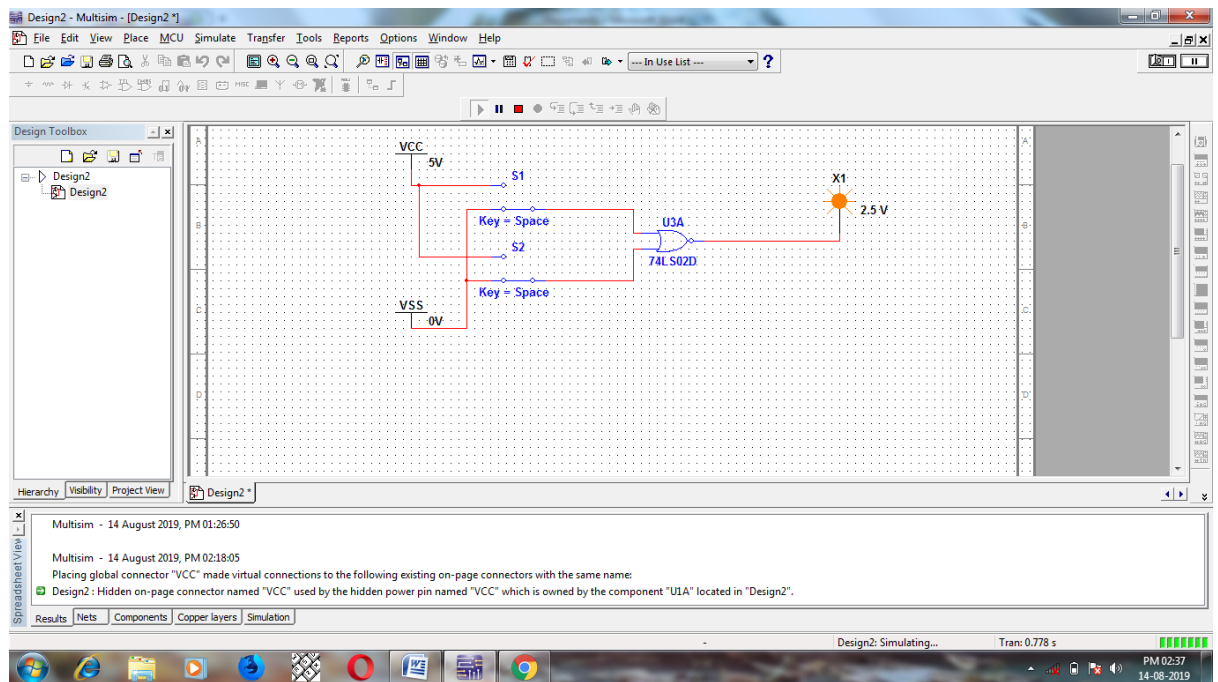 Design2 - Multisim - [Design2 *]
File Edit View Place MCU Simulate Transfer Tools Reports Options Window Help
--- In Use List ---
?
Design Toolbox
Design2
Design2
Hierarchy Visibility Project View
A
B
C
D
VCC
5V
S1
Key = Space
S2
Key = Space
VSS
0V
U3A
74LS02D
X1
2.5 V
A
B
C
D
Design2 *
Spreadsheet View
Multisim - 14 August 2019, PM 01:26:50
Multisim - 14 August 2019, PM 02:18:05
Placing global connector "VCC" made virtual connections to the following existing on-page connectors with the same name:
Design2 : Hidden on-page connector named "VCC" used by the hidden power pin named "VCC" which is owned by the component "U1A" located in "Design2".
Results Nets Components Copper layers Simulation
- Design2: Simulating... Tran: 0.778 s
PM 02:37
14-08-2019